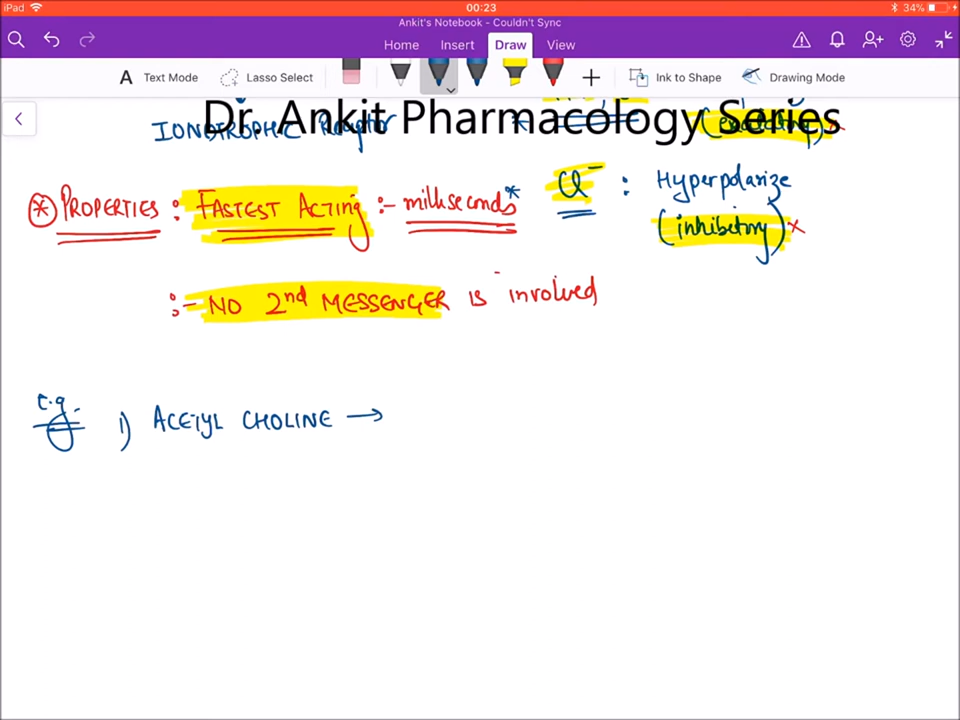 iPad 00:23 34%
Ankit's Notebook - Couldn't Sync
Home Insert Draw View
Text Mode Lasso Select Ink to Shape Drawing Mode
Dr. Ankit Pharmacology Series
IONOTROPHIC Receptor
* PROPERTIES : FASTEST ACTING :- milliseconds*
Cl⁻ : Hyperpolarize
(inhibitory) x
:- NO 2nd MESSENGER is involved
e.g. 1) ACETYL CHOLINE →